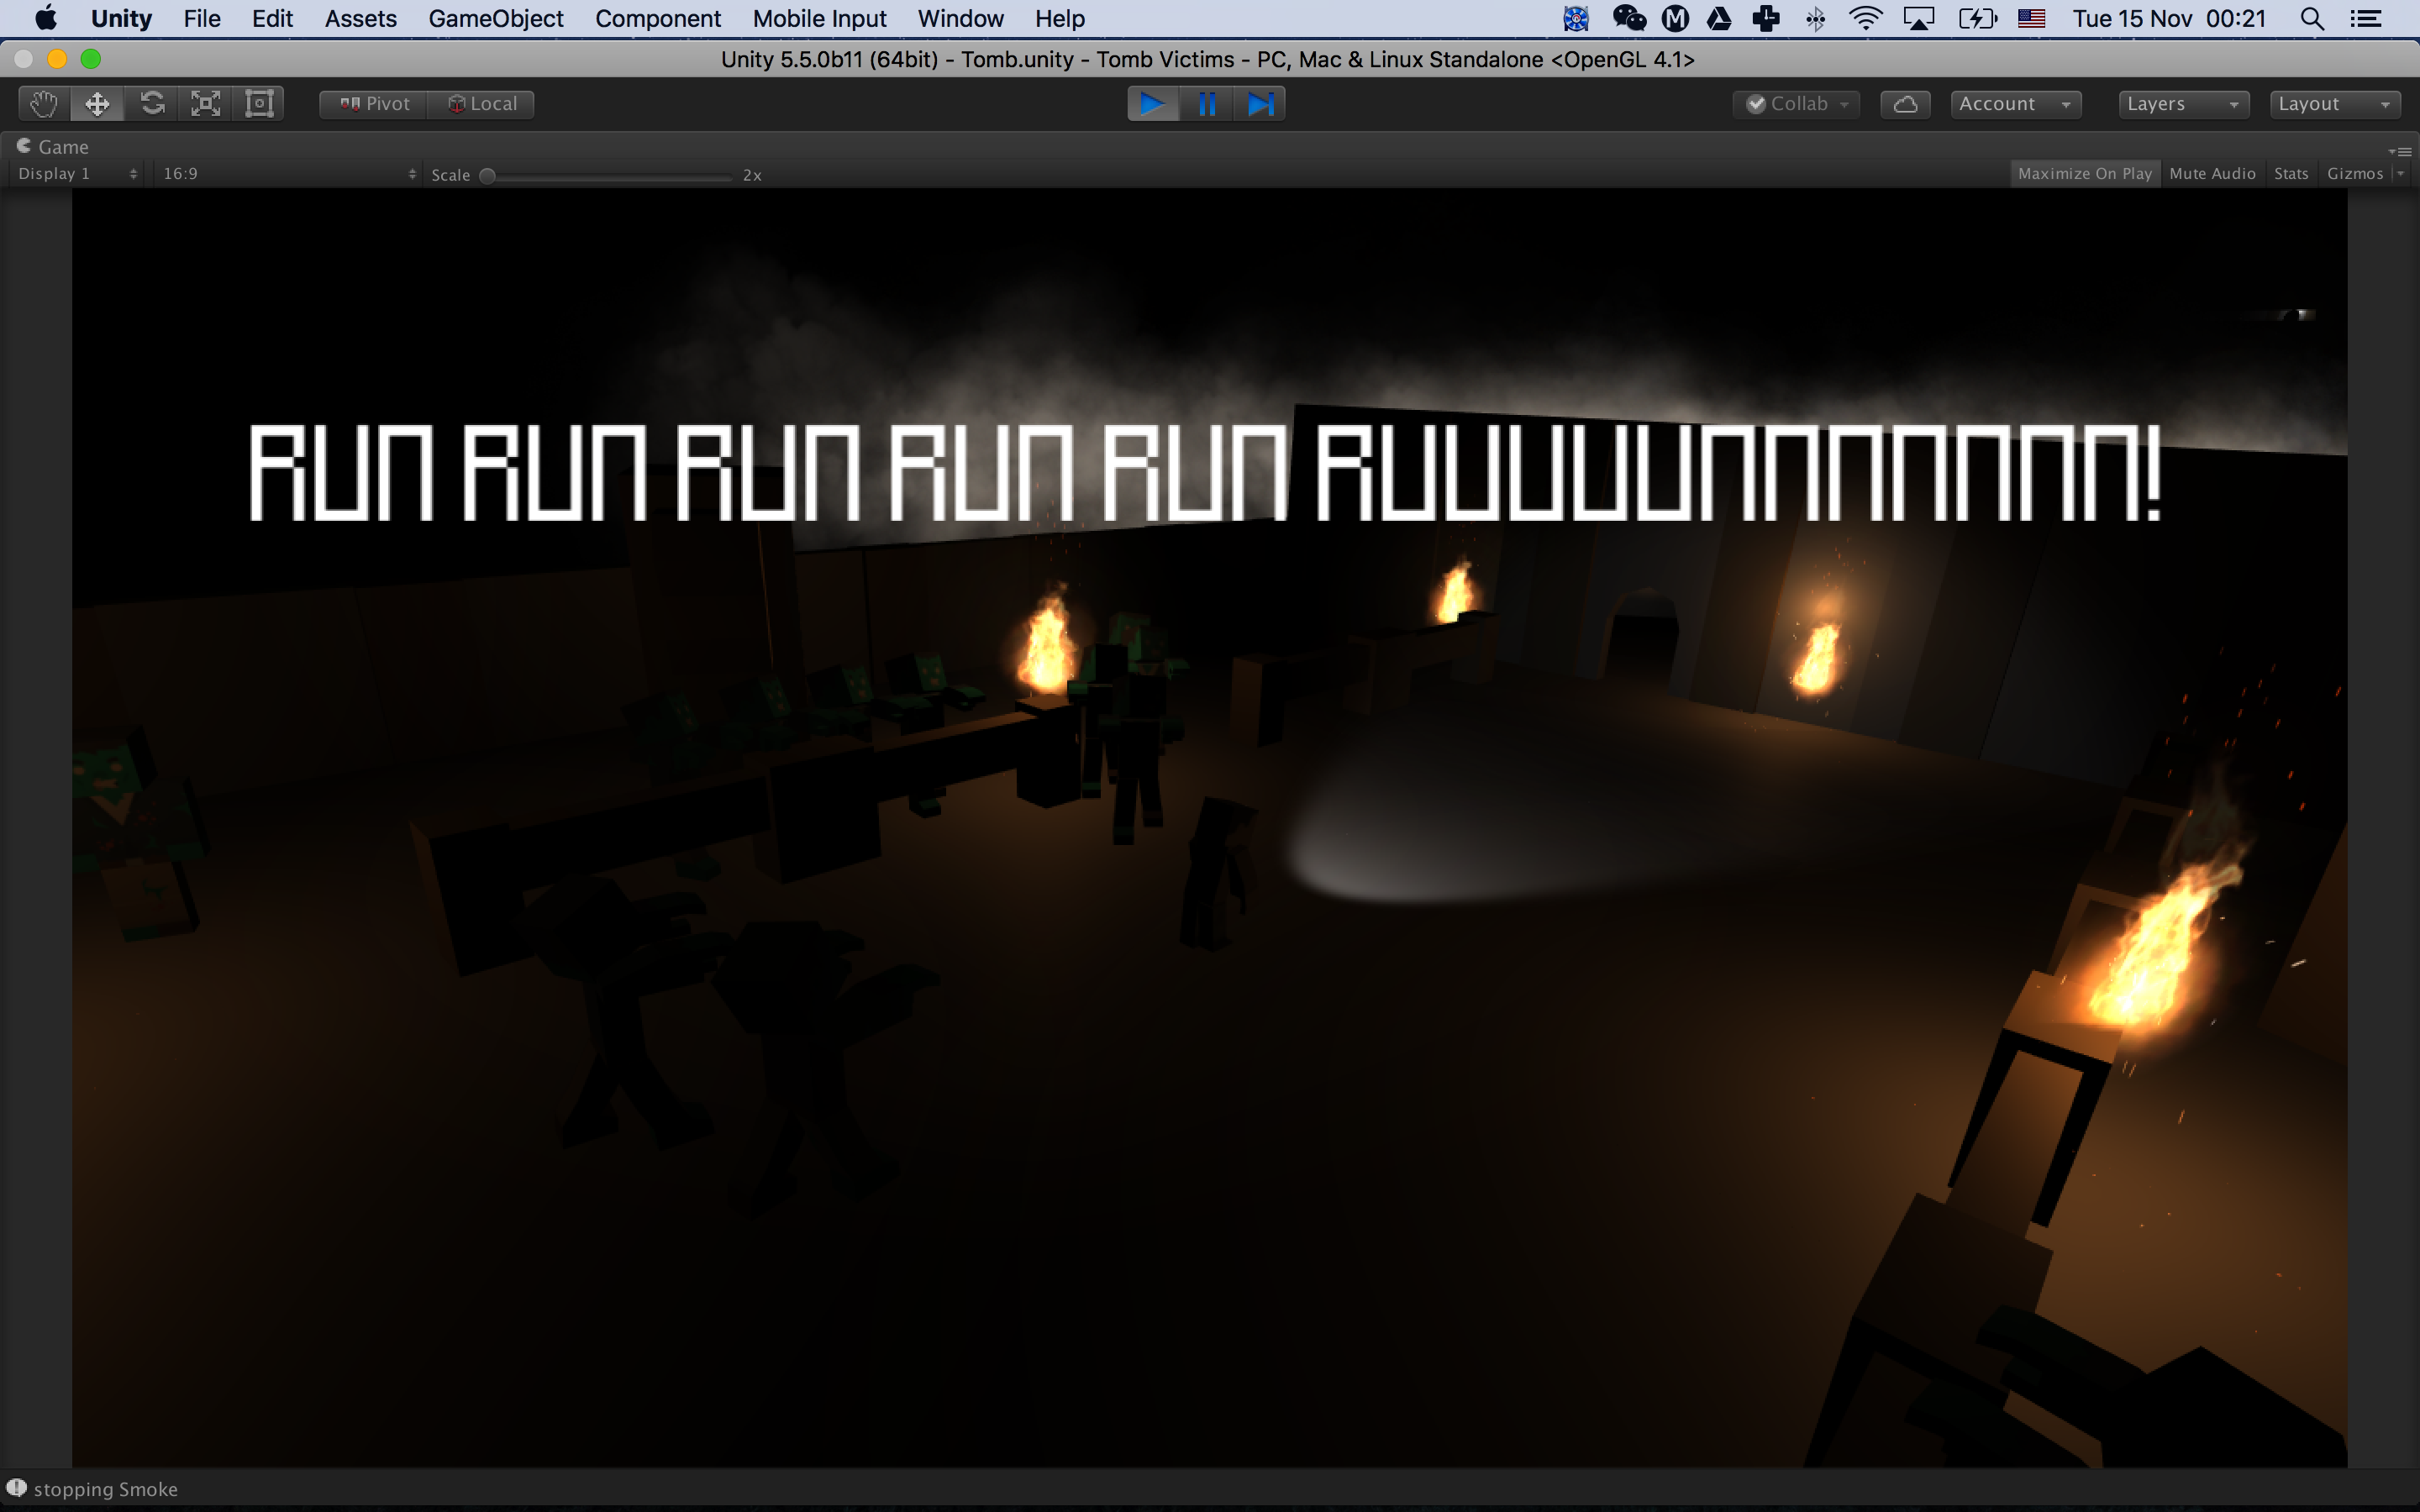 Unity File Edit Assets GameObject Component Mobile Input Window Help Tue 15 Nov 00:21
Unity 5.5.0b11 (64bit) - Tomb.unity - Tomb Victims - PC, Mac & Linux Standalone <OpenGL 4.1>
Pivot Local Collab Account Layers Layout
Game
Display 1 16:9 Scale 2x Maximize On Play Mute Audio Stats Gizmos
RUN RUN RUN RUN RUN RUUUUUNNNNNNNN!
stopping Smoke